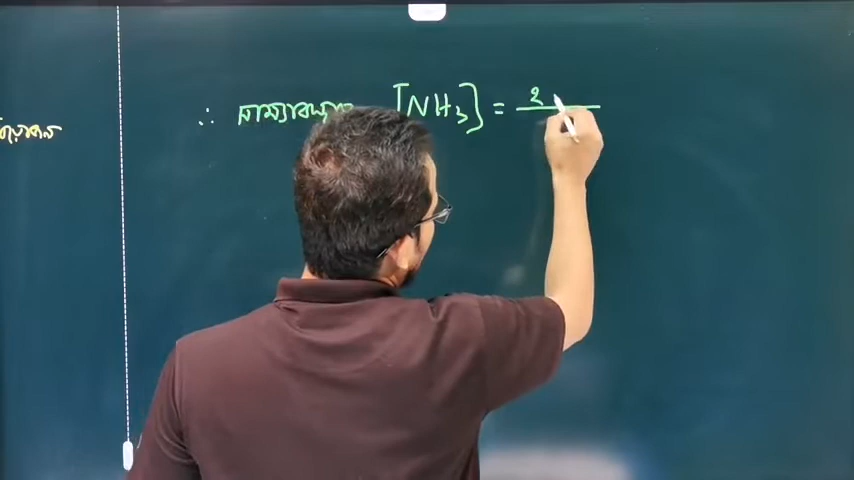 ∴ সাম্যাবস্থায় [NH₃] = ২